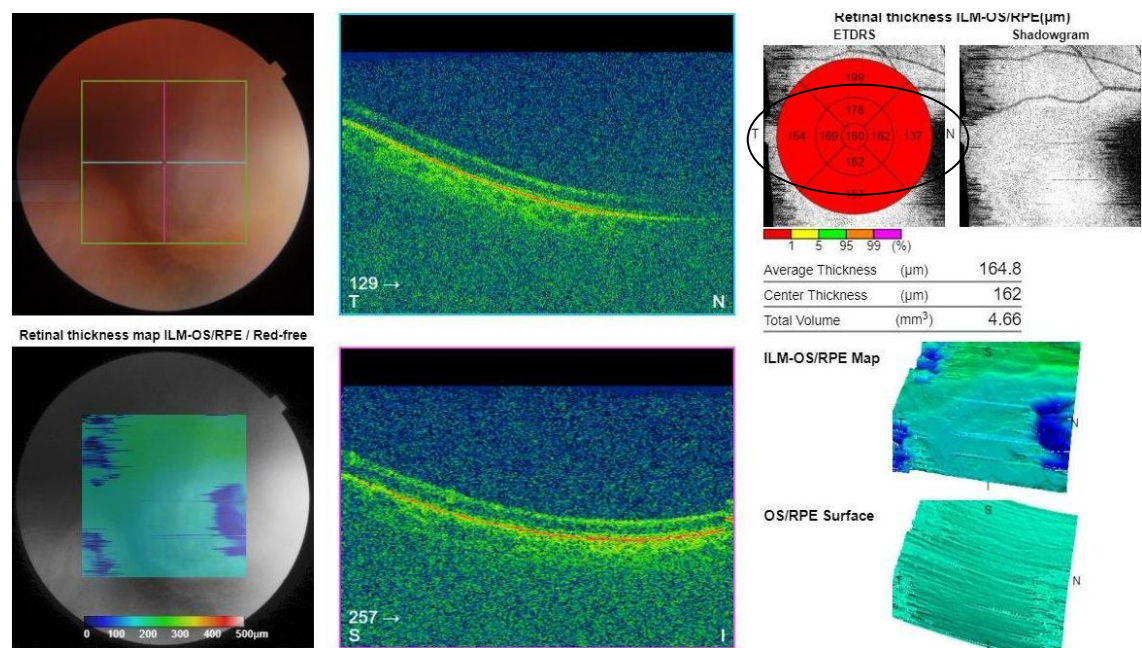 Retinal thickness ILM-OS/RPE(μm)
ETDRS
Shadowgram
199
178
T
164
169
160
162
137
N
162
157
1 5 95 99 (%)
129 →
T
N
Average Thickness (μm) 164.8
Center Thickness (μm) 162
Total Volume (mm³) 4.66
Retinal thickness map ILM-OS/RPE / Red-free
0 100 200 300 400 500μm
257 →
S
I
ILM-OS/RPE Map
S
T
N
I
OS/RPE Surface
S
T
N
I